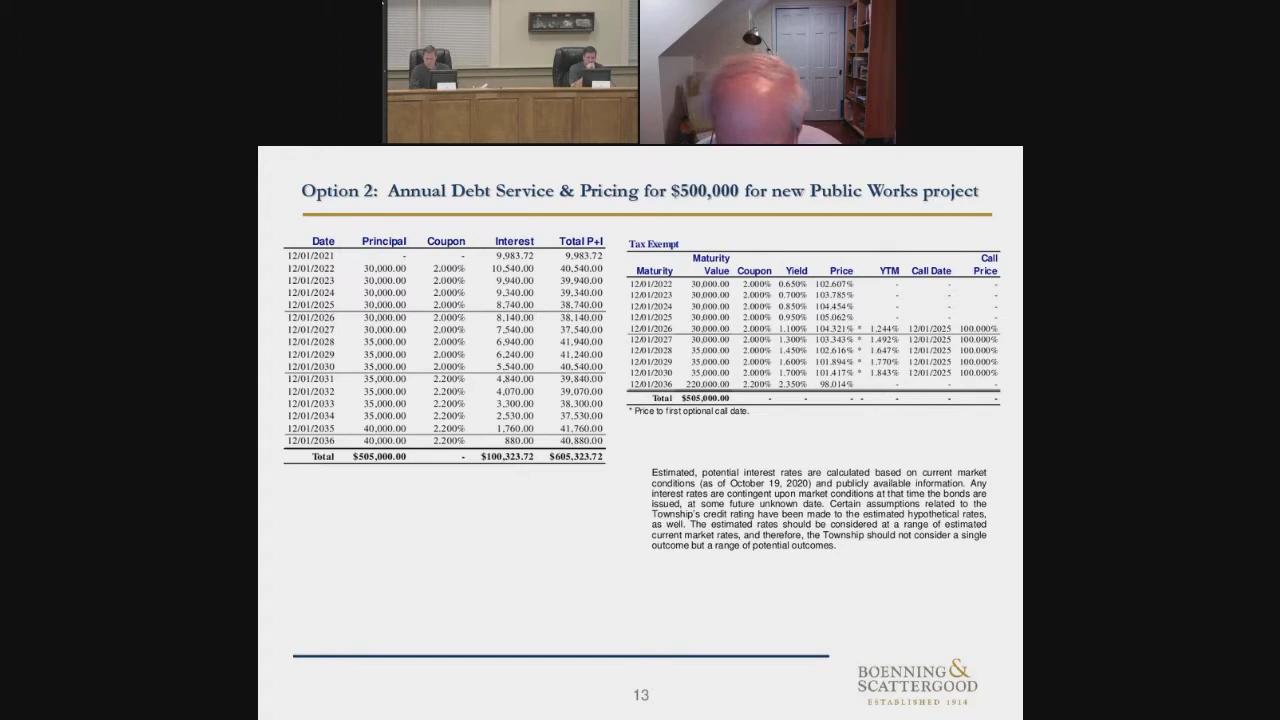 Option 2: Annual Debt Service & Pricing for $500,000 for new Public Works project
Date Principal Coupon Interest Total P+I
12/01/2021 - - 9,983.72 9,983.72
12/01/2022 30,000.00 2.000% 10,540.00 40,540.00
12/01/2023 30,000.00 2.000% 9,940.00 39,940.00
12/01/2024 30,000.00 2.000% 9,340.00 39,340.00
12/01/2025 30,000.00 2.000% 8,740.00 38,740.00
12/01/2026 30,000.00 2.000% 8,140.00 38,140.00
12/01/2027 30,000.00 2.000% 7,540.00 37,540.00
12/01/2028 35,000.00 2.000% 6,940.00 41,940.00
12/01/2029 35,000.00 2.000% 6,240.00 41,240.00
12/01/2030 35,000.00 2.000% 5,540.00 40,540.00
12/01/2031 35,000.00 2.200% 4,840.00 39,840.00
12/01/2032 35,000.00 2.200% 4,070.00 39,070.00
12/01/2033 35,000.00 2.200% 3,300.00 38,300.00
12/01/2034 35,000.00 2.200% 2,530.00 37,530.00
12/01/2035 40,000.00 2.200% 1,760.00 41,760.00
12/01/2036 40,000.00 2.200% 880.00 40,880.00
Total $505,000.00 - $100,323.72 $605,323.72
Tax Exempt
Maturity Call
Maturity Value Coupon Yield Price YTM Call Date Price
12/01/2022 30,000.00 2.000% 0.650% 102.607% - - -
12/01/2023 30,000.00 2.000% 0.700% 103.785% - - -
12/01/2024 30,000.00 2.000% 0.850% 104.454% - - -
12/01/2025 30,000.00 2.000% 0.950% 105.062% - - -
12/01/2026 30,000.00 2.000% 1.100% 104.321% * 1.244% 12/01/2025 100.000%
12/01/2027 30,000.00 2.000% 1.300% 103.343% * 1.492% 12/01/2025 100.000%
12/01/2028 35,000.00 2.000% 1.450% 102.616% * 1.647% 12/01/2025 100.000%
12/01/2029 35,000.00 2.000% 1.600% 101.894% * 1.770% 12/01/2025 100.000%
12/01/2030 35,000.00 2.000% 1.700% 101.417% * 1.843% 12/01/2025 100.000%
12/01/2036 220,000.00 2.200% 2.350% 98.014% - - -
Total $505,000.00 - - - - - - -
* Price to first optional call date.
Estimated, potential interest rates are calculated based on current market
conditions (as of October 19, 2020) and publicly available information. Any
interest rates are contingent upon market conditions at that time the bonds are
issued, at some future unknown date. Certain assumptions related to the
Township's credit rating have been made to the estimated hypothetical rates,
as well. The estimated rates should be considered at a range of estimated
current market rates, and therefore, the Township should not consider a single
outcome but a range of potential outcomes.
13
BOENNING &
SCATTERGOOD
ESTABLISHED 1914